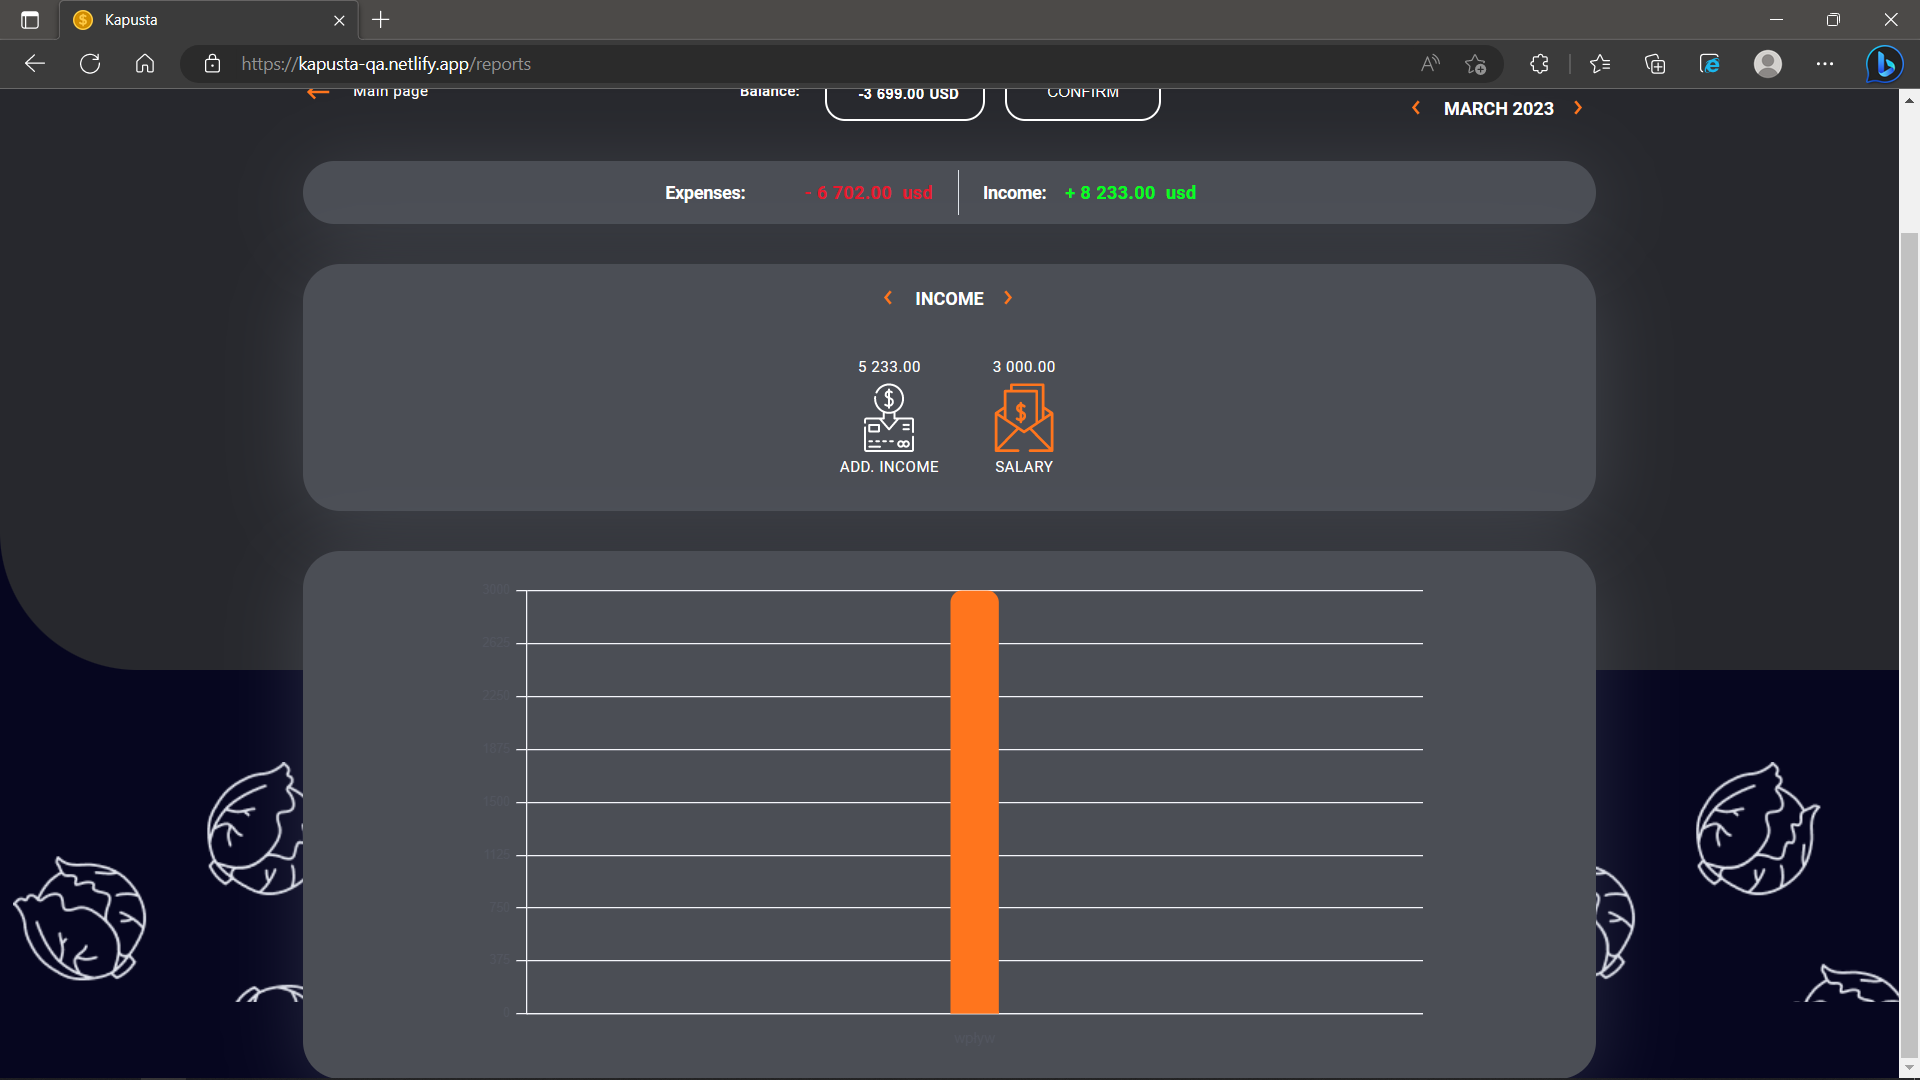 Kapusta
https://kapusta-qa.netlify.app/reports
Main page
Balance:
-3 699.00 USD
CONFIRM
MARCH 2023
Expenses: - 6 702.00 usd
Income: + 8 233.00 usd
INCOME
5 233.00
3 000.00
ADD. INCOME
SALARY
3000
2625
2250
1875
1500
1125
750
375
0